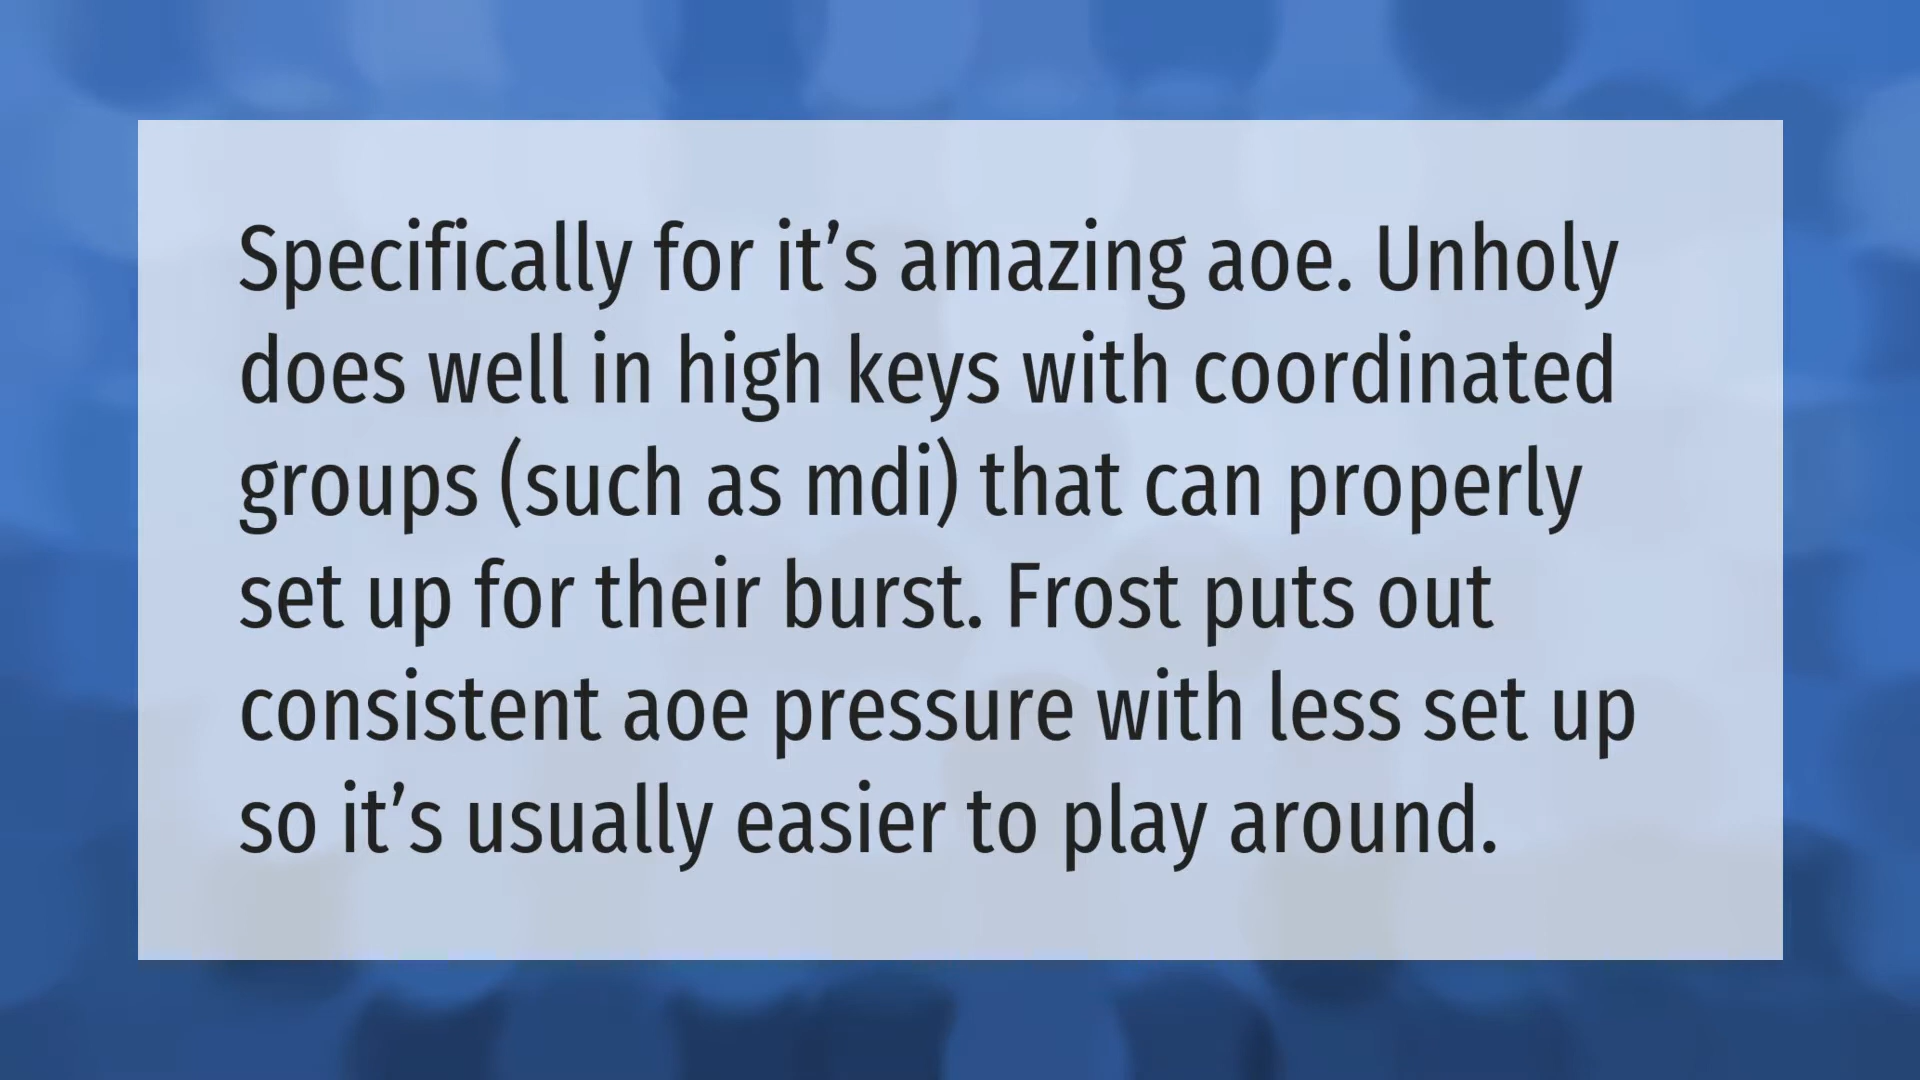 Specifically for it’s amazing aoe. Unholy
does well in high keys with coordinated
groups (such as mdi) that can properly
set up for their burst. Frost puts out
consistent aoe pressure with less set up
so it’s usually easier to play around.